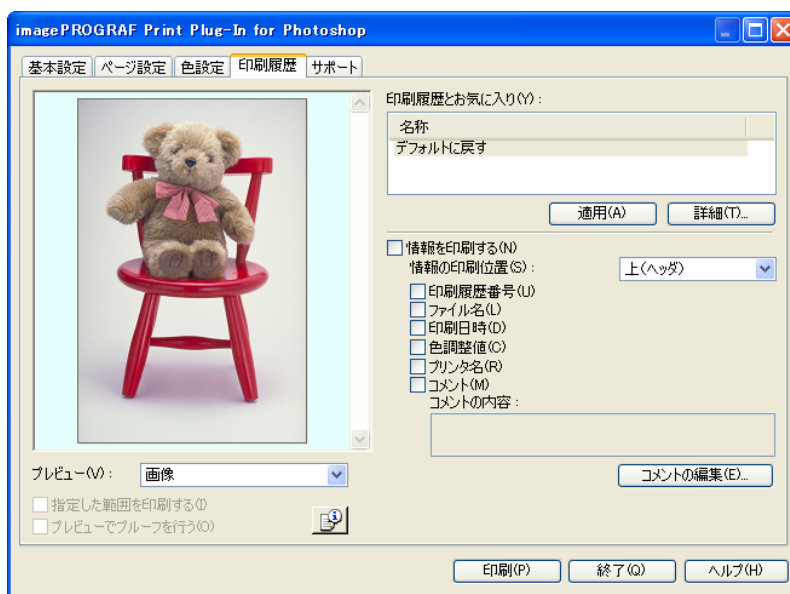 imagePROGRAF Print Plug-In for Photoshop
基本設定 ページ設定 色設定 印刷履歴 サポート
印刷履歴とお気に入り(Y):
名称
デフォルトに戻す
適用(A) 詳細(T)...
情報を印刷する(N)
情報の印刷位置(S): 上(ヘッダ)
印刷履歴番号(U)
ファイル名(L)
印刷日時(D)
色調整値(C)
プリンタ名(R)
コメント(M)
コメントの内容:
コメントの編集(E)...
プレビュー(V): 画像
指定した範囲を印刷する(I)
プレビューでプルーフを行う(O)
印刷(P) 終了(Q) ヘルプ(H)